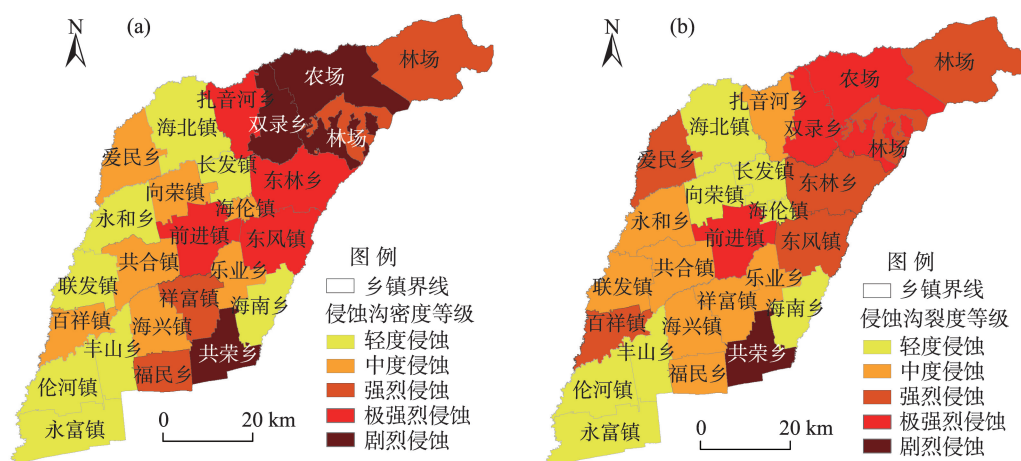 N
(a)
林场
农场
扎音河乡
双录乡
海北镇
林场
爱民乡
长发镇
东林乡
向荣镇
海伦镇
永和乡
前进镇
东风镇
共合镇
乐业乡
联发镇
祥富镇
海南乡
百祥镇
海兴镇
丰山乡
共荣乡
福民乡
伦河镇
永富镇
0 20 km
图 例
乡镇界线
侵蚀沟密度等级
轻度侵蚀
中度侵蚀
强烈侵蚀
极强烈侵蚀
剧烈侵蚀
N
(b)
林场
农场
扎音河乡
双录乡
海北镇
林场
爱民乡
长发镇
东林乡
向荣镇
海伦镇
永和乡
前进镇
东风镇
共合镇
乐业乡
联发镇
祥富镇
海南乡
百祥镇
海兴镇
丰山乡
共荣乡
福民乡
伦河镇
永富镇
0 20 km
图 例
乡镇界线
侵蚀沟裂度等级
轻度侵蚀
中度侵蚀
强烈侵蚀
极强烈侵蚀
剧烈侵蚀